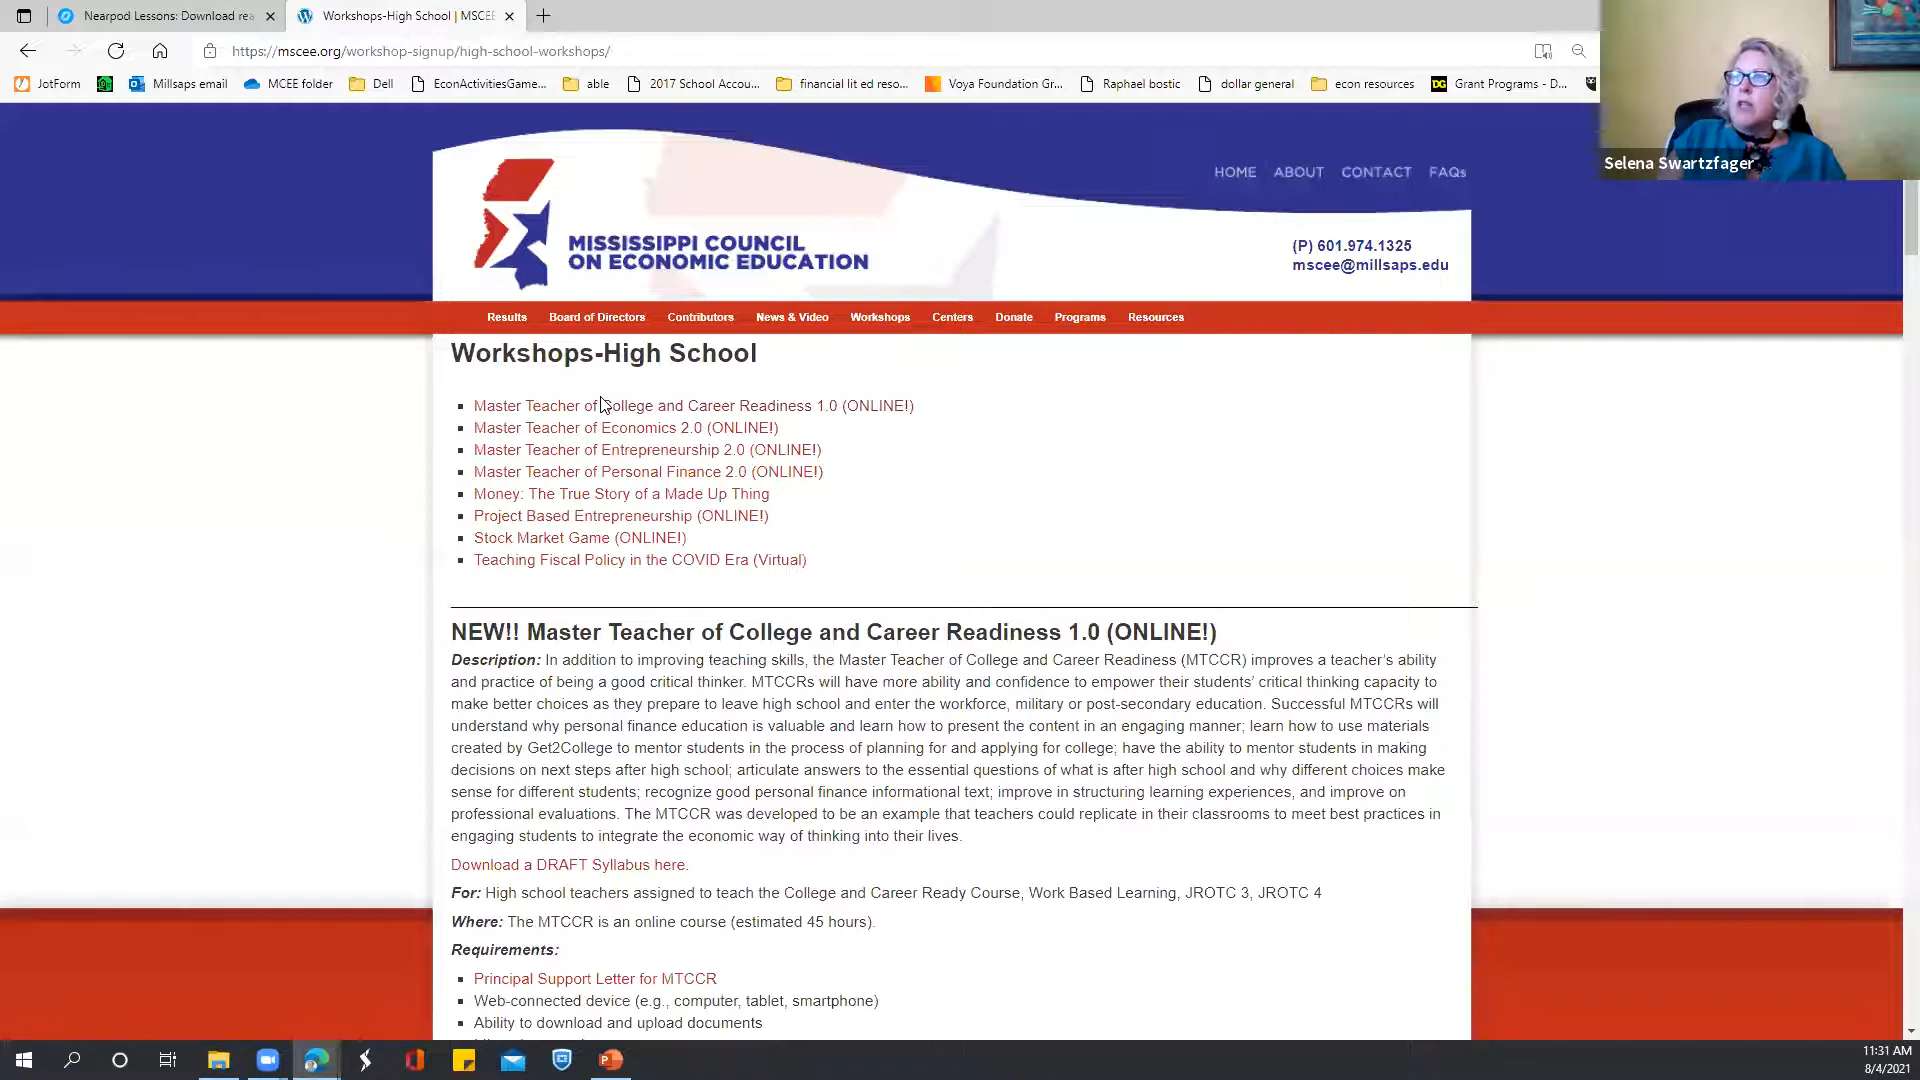 Nearpod Lessons: Download rea
Workshops-High School | MSCEE
https://mscee.org/workshop-signup/high-school-workshops/
JotForm
Millsaps email
MCEE folder
Dell
EconActivitiesGame...
able
2017 School Accou...
financial lit ed reso...
Voya Foundation Gr...
Raphael bostic
dollar general
econ resources
DG
Grant Programs - D...
Selena Swartzfager
HOME ABOUT CONTACT FAQs
MISSISSIPPI COUNCIL
ON ECONOMIC EDUCATION
(P) 601.974.1325
mscee@millsaps.edu
Results Board of Directors Contributors News & Video Workshops Centers Donate Programs Resources
Workshops-High School
Master Teacher of College and Career Readiness 1.0 (ONLINE!)
Master Teacher of Economics 2.0 (ONLINE!)
Master Teacher of Entrepreneurship 2.0 (ONLINE!)
Master Teacher of Personal Finance 2.0 (ONLINE!)
Money: The True Story of a Made Up Thing
Project Based Entrepreneurship (ONLINE!)
Stock Market Game (ONLINE!)
Teaching Fiscal Policy in the COVID Era (Virtual)
NEW!! Master Teacher of College and Career Readiness 1.0 (ONLINE!)
Description: In addition to improving teaching skills, the Master Teacher of College and Career Readiness (MTCCR) improves a teacher's ability
and practice of being a good critical thinker. MTCCRs will have more ability and confidence to empower their students' critical thinking capacity to
make better choices as they prepare to leave high school and enter the workforce, military or post-secondary education. Successful MTCCRs will
understand why personal finance education is valuable and learn how to present the content in an engaging manner; learn how to use materials
created by Get2College to mentor students in the process of planning for and applying for college; have the ability to mentor students in making
decisions on next steps after high school; articulate answers to the essential questions of what is after high school and why different choices make
sense for different students; recognize good personal finance informational text; improve in structuring learning experiences, and improve on
professional evaluations. The MTCCR was developed to be an example that teachers could replicate in their classrooms to meet best practices in
engaging students to integrate the economic way of thinking into their lives.
Download a DRAFT Syllabus here.
For: High school teachers assigned to teach the College and Career Ready Course, Work Based Learning, JROTC 3, JROTC 4
Where: The MTCCR is an online course (estimated 45 hours).
Requirements:
Principal Support Letter for MTCCR
Web-connected device (e.g., computer, tablet, smartphone)
Ability to download and upload documents
11:31 AM
8/4/2021